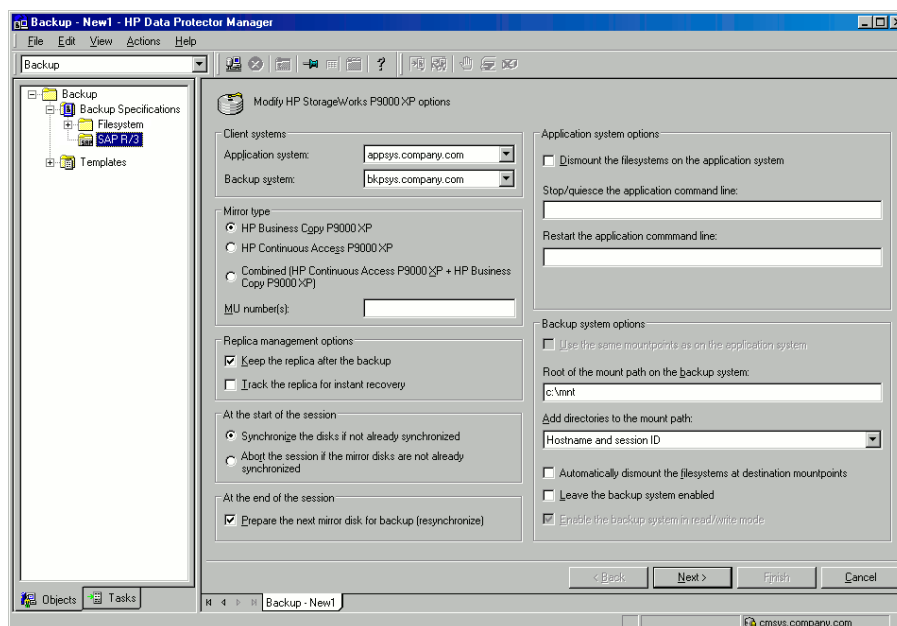 Backup - New1 - HP Data Protector Manager
File Edit View Actions Help
Backup
Backup
Backup Specifications
Filesystem
SAP R/3
Templates
Objects
Tasks
Modify HP StorageWorks P9000 XP options
Client systems
Application system:
appsys.company.com
Backup system:
bkpsys.company.com
Mirror type
HP Business Copy P9000 XP
HP Continuous Access P9000 XP
Combined (HP Continuous Access P9000 XP + HP Business
Copy P9000 XP)
MU number(s):
Replica management options
Keep the replica after the backup
Track the replica for instant recovery
At the start of the session
Synchronize the disks if not already synchronized
Abort the session if the mirror disks are not already
synchronized
At the end of the session
Prepare the next mirror disk for backup (resynchronize)
Application system options
Dismount the filesystems on the application system
Stop/quiesce the application command line:
Restart the application commmand line:
Backup system options
Use the same mountpoints as on the application system
Root of the mount path on the backup system:
c:\mnt
Add directories to the mount path:
Hostname and session ID
Automatically dismount the filesystems at destination mountpoints
Leave the backup system enabled
Enable the backup system in read/write mode
< Back
Next >
Finish
Cancel
Backup - New1
cmsys.company.com